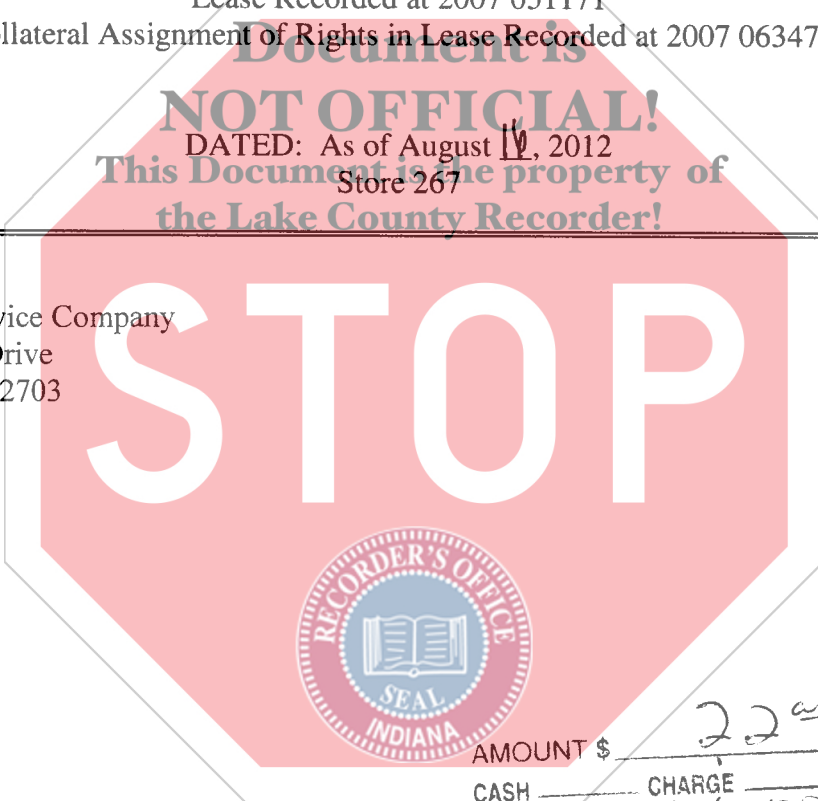 Lease Recorded at 2007 051171
ollateral Assignment of Rights in Lease Recorded at 2007 06347
Document is
NOT OFFICIAL!
DATED: As of August 16, 2012
This Document is the property of
Store 267
the Lake County Recorder!
vice Company
Drive
2703
STOP
RECORDER'S OFFICE
SEAL
INDIANA
AMOUNT $ 22
CASH CHARGE